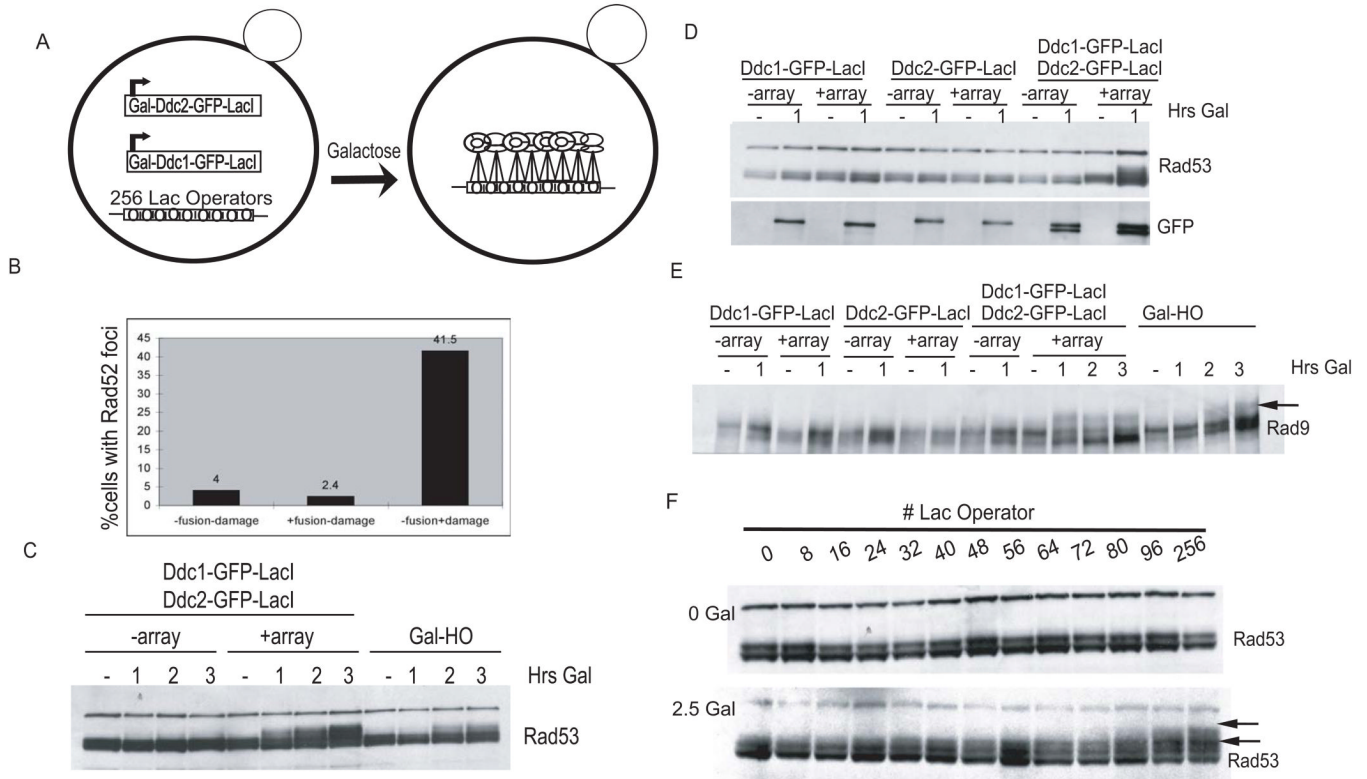 A
Gal-Ddc2-GFP-LacI
Gal-Ddc1-GFP-LacI
256 Lac Operators
Galactose
B
%cells with Rad52 foci
45
40
35
30
25
20
15
10
5
0
4
2.4
41.5
-fusion-damage
+fusion-damage
-fusion+damage
C
Ddc1-GFP-LacI
Ddc2-GFP-LacI
-array +array Gal-HO
- 1 2 3 - 1 2 3 - 1 2 3 Hrs Gal
Rad53
D
Ddc1-GFP-LacI
Ddc1-GFP-LacI Ddc2-GFP-LacI Ddc2-GFP-LacI
-array +array -array +array -array +array
- 1 - 1 - 1 - 1 - 1 - 1 Hrs Gal
Rad53
GFP
E
Ddc1-GFP-LacI
Ddc1-GFP-LacI Ddc2-GFP-LacI Ddc2-GFP-LacI Gal-HO
-array +array -array +array -array +array
- 1 - 1 - 1 - 1 - 1 - 1 2 3 - 1 2 3 Hrs Gal
Rad9
F
# Lac Operator
0 8 16 24 32 40 48 56 64 72 80 96 256
0 Gal
Rad53
2.5 Gal
Rad53